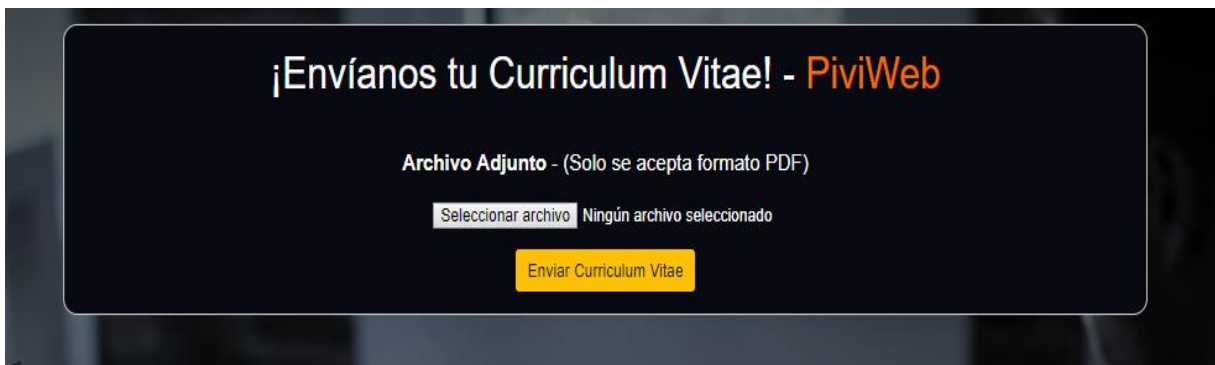 ¡Envíanos tu Curriculum Vitae! - PiviWeb
Archivo Adjunto - (Solo se acepta formato PDF)
Seleccionar archivo Ningún archivo seleccionado
Enviar Curriculum Vitae